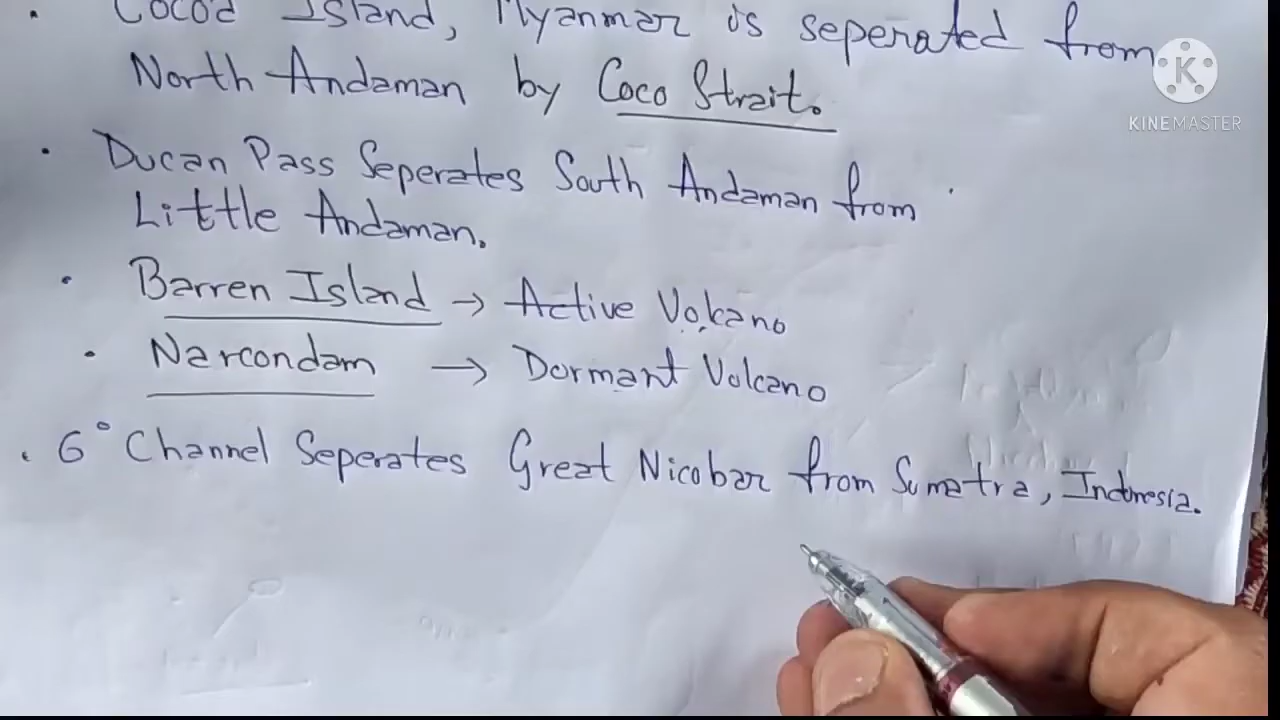 Cocoa Island, Myanmar is seperated from
North Andaman by Coco Strait.
Ducan Pass Seperates South Andaman from
Little Andaman.
Barren Island → Active Volcano
Narcondam → Dormant Volcano
6° Channel Seperates Great Nicobar from Sumatra, Indonesia.
K
KINEMASTER